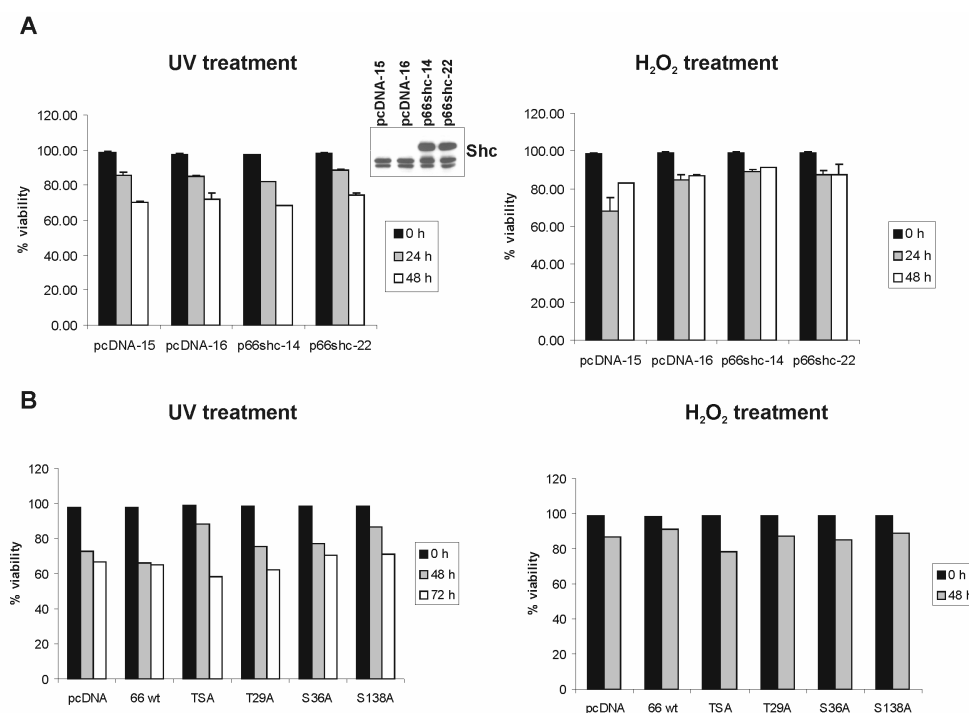 A
UV treatment
pcDNA-15
pcDNA-16
p66shc-14
p66shc-22
Shc
% viability
120.00
100.00
80.00
60.00
40.00
20.00
0.00
pcDNA-15 pcDNA-16 p66shc-14 p66shc-22
0 h
24 h
48 h
H2O2 treatment
% viability
120.00
100.00
80.00
60.00
40.00
20.00
0.00
pcDNA-15 pcDNA-16 p66shc-14 p66shc-22
0 h
24 h
48 h
B
UV treatment
% viability
120
100
80
60
40
20
0
pcDNA 66 wt TSA T29A S36A S138A
0 h
48 h
72 h
H2O2 treatment
% viability
120
100
80
60
40
20
0
pcDNA 66 wt TSA T29A S36A S138A
0 h
48 h